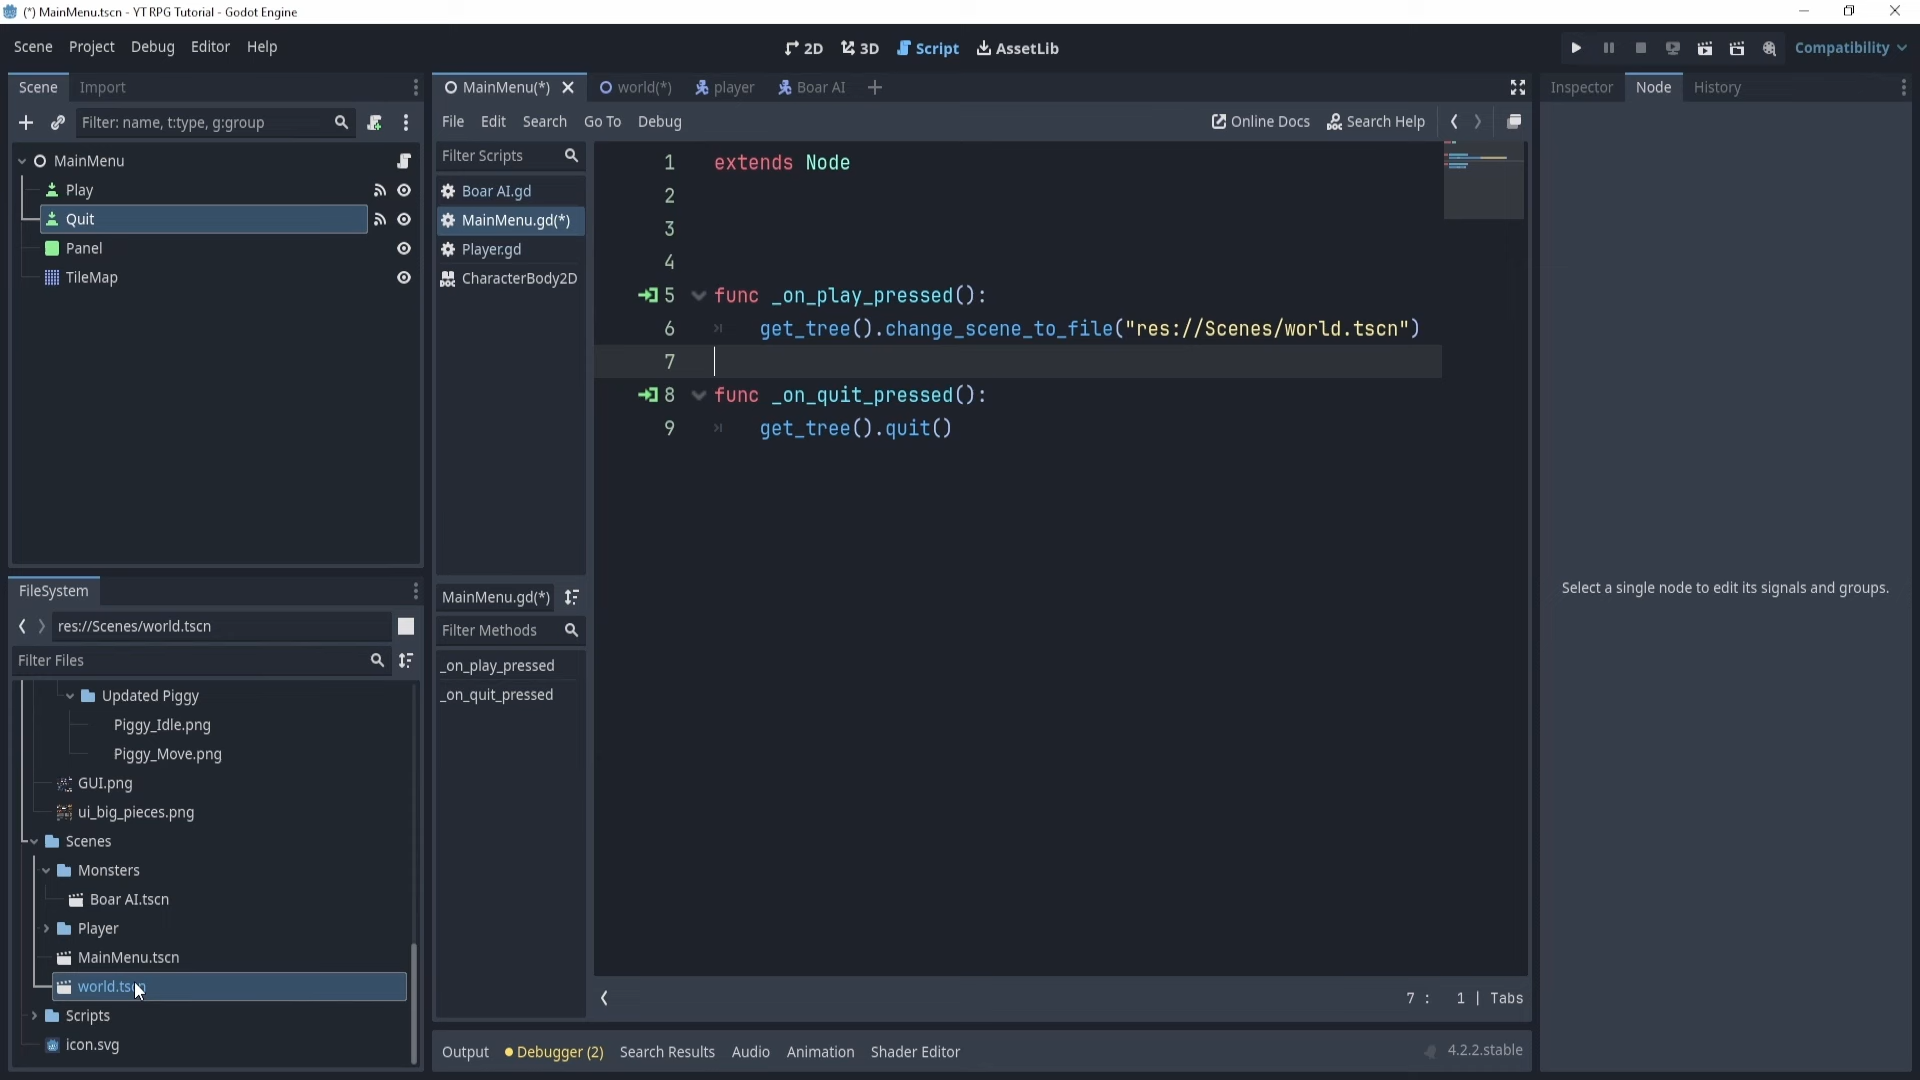 (*) MainMenu.tscn - YT RPG Tutorial - Godot Engine
Scene Project Debug Editor Help
2D 3D Script AssetLib
Compatibility
Scene Import
MainMenu(*) world(*) player Boar AI
Inspector Node History
Filter: name, t:type, g:group
File Edit Search Go To Debug
Online Docs Search Help
MainMenu
Play
Quit
Panel
TileMap
Filter Scripts
Boar AI.gd
MainMenu.gd(*)
Player.gd
CharacterBody2D
1 extends Node
2
3
4
5 func _on_play_pressed():
6 get_tree().change_scene_to_file("res://Scenes/world.tscn")
7
8 func _on_quit_pressed():
9 get_tree().quit()
Select a single node to edit its signals and groups.
FileSystem
res://Scenes/world.tscn
Filter Files
Updated Piggy
Piggy_Idle.png
Piggy_Move.png
GUI.png
ui_big_pieces.png
Scenes
Monsters
Boar AI.tscn
Player
MainMenu.tscn
world.tscn
Scripts
icon.svg
MainMenu.gd(*)
Filter Methods
_on_play_pressed
_on_quit_pressed
7 : 1 | Tabs
Output Debugger (2) Search Results Audio Animation Shader Editor
4.2.2.stable